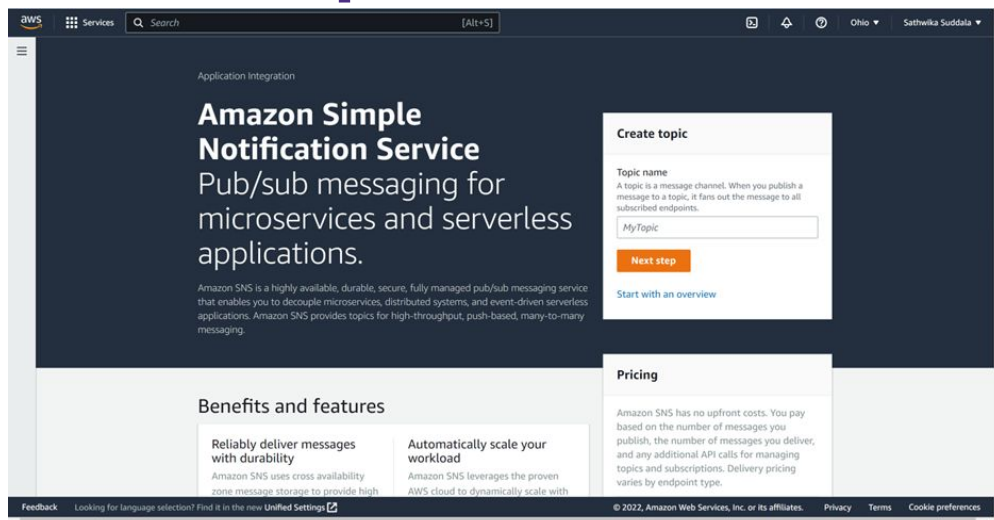 aws
Services
Search
[Alt+S]
Ohio ▼
Sathwika Suddala ▼
Application Integration
Amazon Simple
Notification Service
Pub/sub messaging for
microservices and serverless
applications.
Amazon SNS is a highly available, durable, secure, fully managed pub/sub messaging service
that enables you to decouple microservices, distributed systems, and event-driven serverless
applications. Amazon SNS provides topics for high-throughput, push-based, many-to-many
messaging.
Create topic
Topic name
A topic is a message channel. When you publish a
message to a topic, it fans out the message to all
subscribed endpoints.
MyTopic
Next step
Start with an overview
Pricing
Amazon SNS has no upfront costs. You pay
based on the number of messages you
publish, the number of messages you deliver,
and any additional API calls for managing
topics and subscriptions. Delivery pricing
varies by endpoint type.
Benefits and features
Reliably deliver messages
with durability
Amazon SNS uses cross availability
zone message storage to provide high
Automatically scale your
workload
Amazon SNS leverages the proven
AWS cloud to dynamically scale with
Feedback
Looking for language selection? Find it in the new Unified Settings
© 2022, Amazon Web Services, Inc. or its affiliates.
Privacy
Terms
Cookie preferences